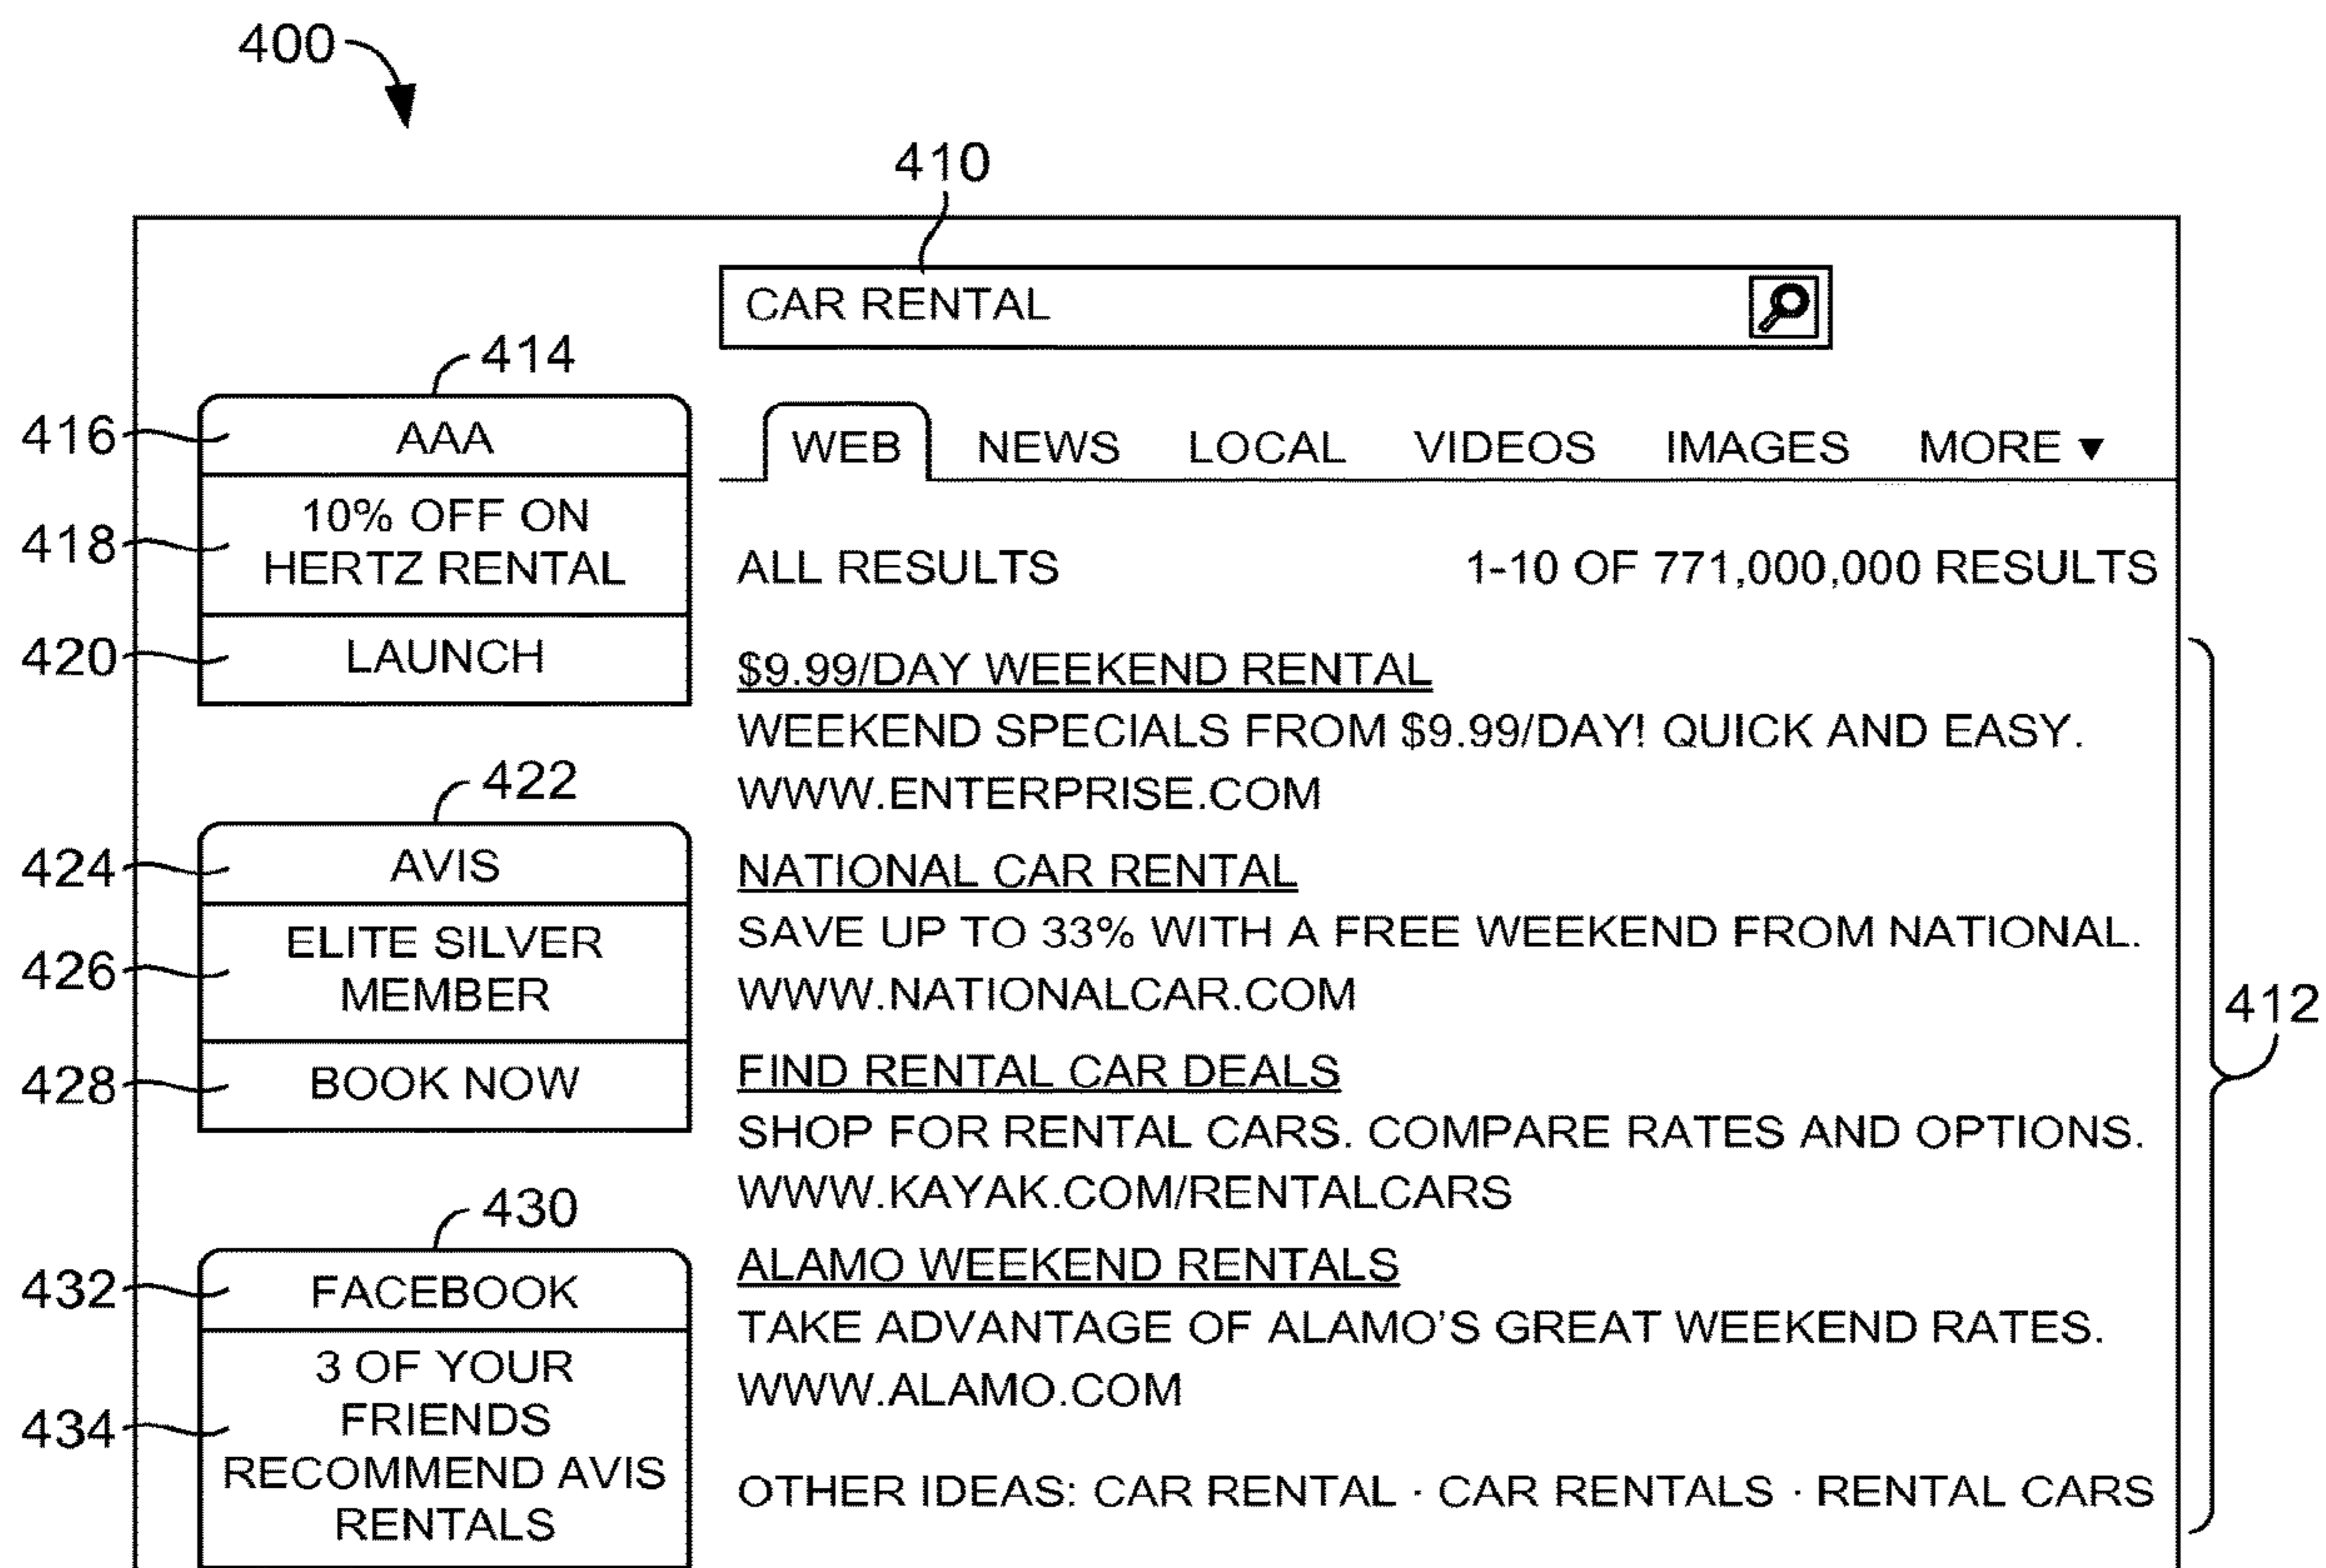 400
410
CAR RENTAL
414
416
AAA
418
10% OFF ON
HERTZ RENTAL
420
LAUNCH
422
424
AVIS
426
ELITE SILVER
MEMBER
428
BOOK NOW
430
432
FACEBOOK
434
3 OF YOUR
FRIENDS
RECOMMEND AVIS
RENTALS
WEB NEWS LOCAL VIDEOS IMAGES MORE ▼
ALL RESULTS 1-10 OF 771,000,000 RESULTS
$9.99/DAY WEEKEND RENTAL
WEEKEND SPECIALS FROM $9.99/DAY! QUICK AND EASY.
WWW.ENTERPRISE.COM
NATIONAL CAR RENTAL
SAVE UP TO 33% WITH A FREE WEEKEND FROM NATIONAL.
WWW.NATIONALCAR.COM
FIND RENTAL CAR DEALS
SHOP FOR RENTAL CARS. COMPARE RATES AND OPTIONS.
WWW.KAYAK.COM/RENTALCARS
ALAMO WEEKEND RENTALS
TAKE ADVANTAGE OF ALAMO'S GREAT WEEKEND RATES.
WWW.ALAMO.COM
OTHER IDEAS: CAR RENTAL · CAR RENTALS · RENTAL CARS
412